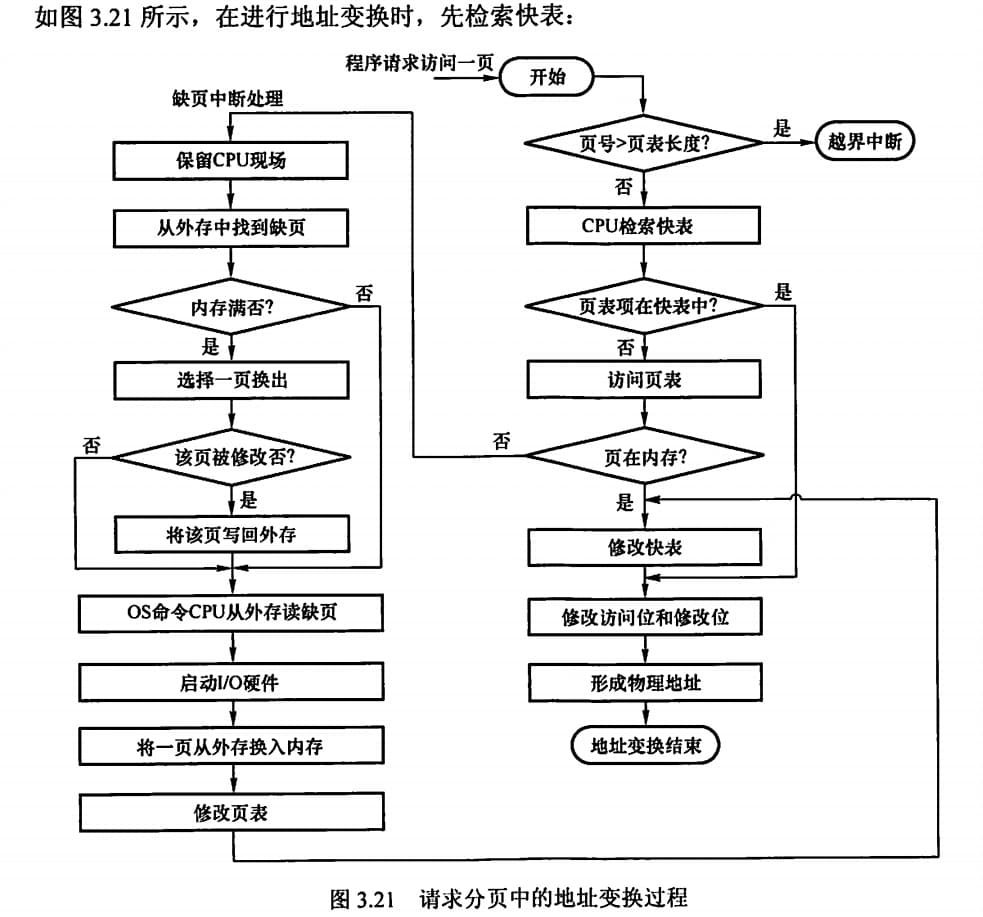 如图 3.21 所示，在进行地址变换时，先检索快表：
程序请求访问一页
开始
页号>页表长度?
是
越界中断
否
CPU检索快表
页表项在快表中?
是
否
访问页表
页在内存?
否
是
修改快表
修改访问位和修改位
形成物理地址
地址变换结束
缺页中断处理
保留CPU现场
从外存中找到缺页
内存满否?
否
是
选择一页换出
该页被修改否?
否
是
将该页写回外存
OS命令CPU从外存读缺页
启动I/O硬件
将一页从外存换入内存
修改页表
图 3.21 请求分页中的地址变换过程